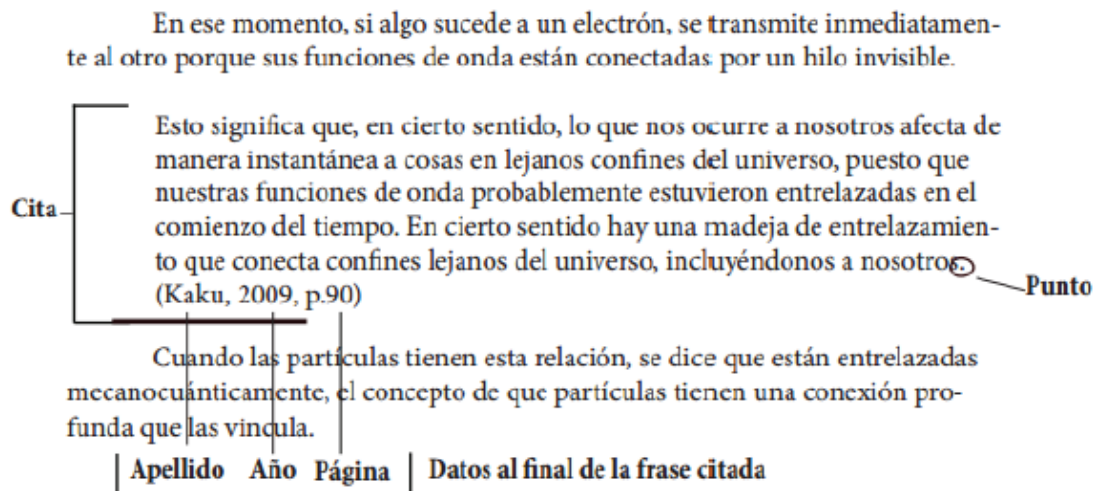 En ese momento, si algo sucede a un electrón, se transmite inmediatamen-
te al otro porque sus funciones de onda están conectadas por un hilo invisible.
Esto significa que, en cierto sentido, lo que nos ocurre a nosotros afecta de
manera instantánea a cosas en lejanos confines del universo, puesto que
nuestras funciones de onda probablemente estuvieron entrelazadas en el
Cita
comienzo del tiempo. En cierto sentido hay una madeja de entrelazamien-
to que conecta confines lejanos del universo, incluyéndonos a nosotros.
Punto
(Kaku, 2009, p.90)
Cuando las partículas tienen esta relación, se dice que están entrelazadas
mecanocuánticamente, el concepto de que partículas tienen una conexión pro-
funda que las vincula.
Apellido Año Página Datos al final de la frase citada